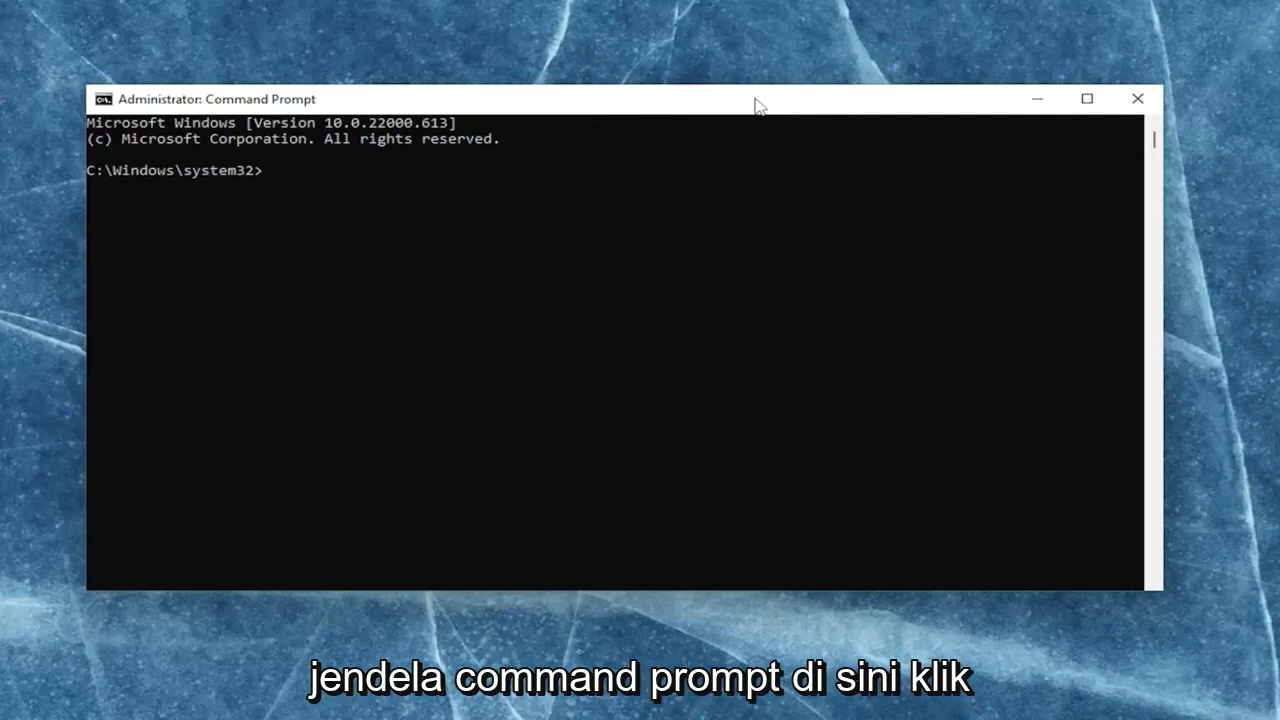 Administrator: Command Prompt
Microsoft Windows [Version 10.0.22000.613]
(c) Microsoft Corporation. All rights reserved.
C:\Windows\system32>
jendela command prompt di sini klik